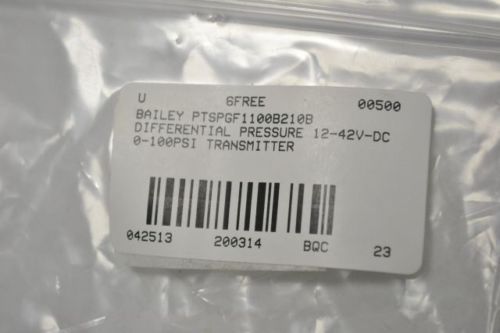 U 6FREE 00500
BAILEY PTSPGF1100B210B
DIFFERENTIAL PRESSURE 12-42V-DC
0-100PSI TRANSMITTER
042513 200314 BQC 23